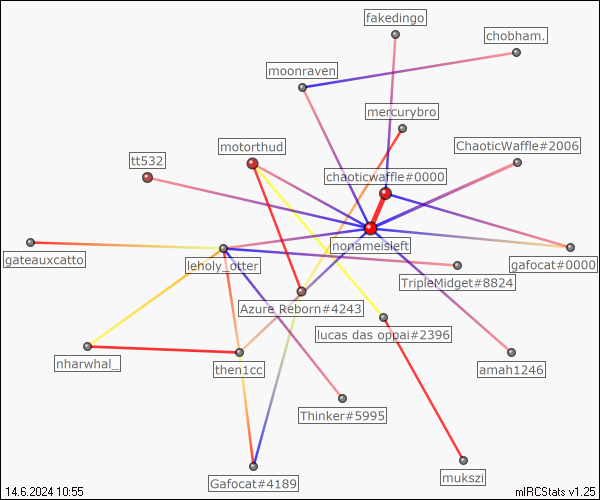 fakedingo
chobham.
moonraven
mercurybro
motorthud
ChaoticWaffle#2006
tt532
chaoticwaffle#0000
nonameisleft
gateauxcatto
leholy_otter
gafocat#0000
TripleMidget#8824
Azure Reborn#4243
lucas das oppai#2396
nharwhal_
then1cc
amah1246
Thinker#5995
Gafocat#4189
mukszi
14.6.2024 10:55
mIRCStats v1.25